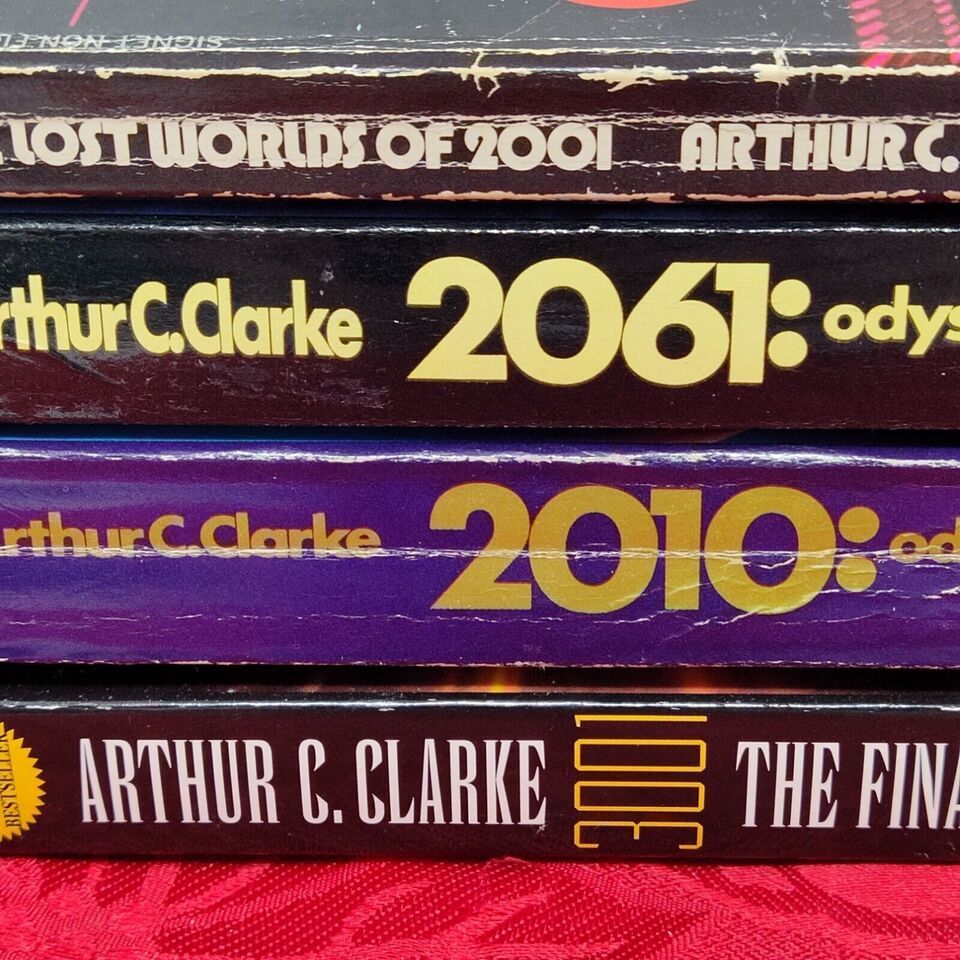 SIGNET NON FI
LOST WORLDS OF 2001 ARTHUR C.
rthur C. Clarke 2061: odys
rthur C. Clarke 2010: od
BESTSELLER
ARTHUR C. CLARKE 3001 THE FINA